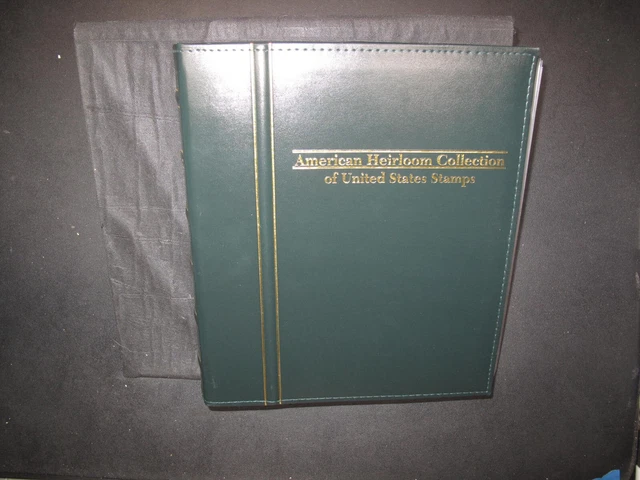 American Heirloom Collection
of United States Stamps